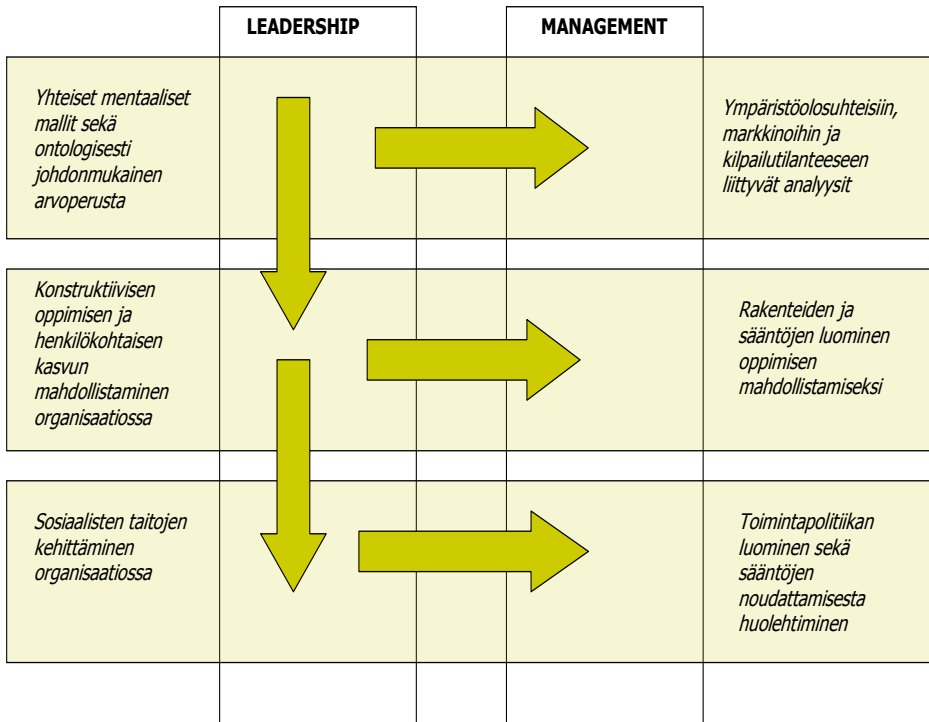 LEADERSHIP
MANAGEMENT
Yhteiset mentaaliset
mallit sekä
ontologisesti
johdonmukainen
arvoperusta
Ympäristöolosuhteisiin,
markkinoihin ja
kilpailutilanteeseen
liittyvät analyysit
Konstruktiivisen
oppimisen ja
henkilökohtaisen
kasvun
mahdollistaminen
organisaatiossa
Rakenteiden ja
sääntöjen luominen
oppimisen
mahdollistamiseksi
Sosiaalisten taitojen
kehittäminen
organisaatiossa
Toimintapolitiikan
luominen sekä
sääntöjen
noudattamisesta
huolehtiminen